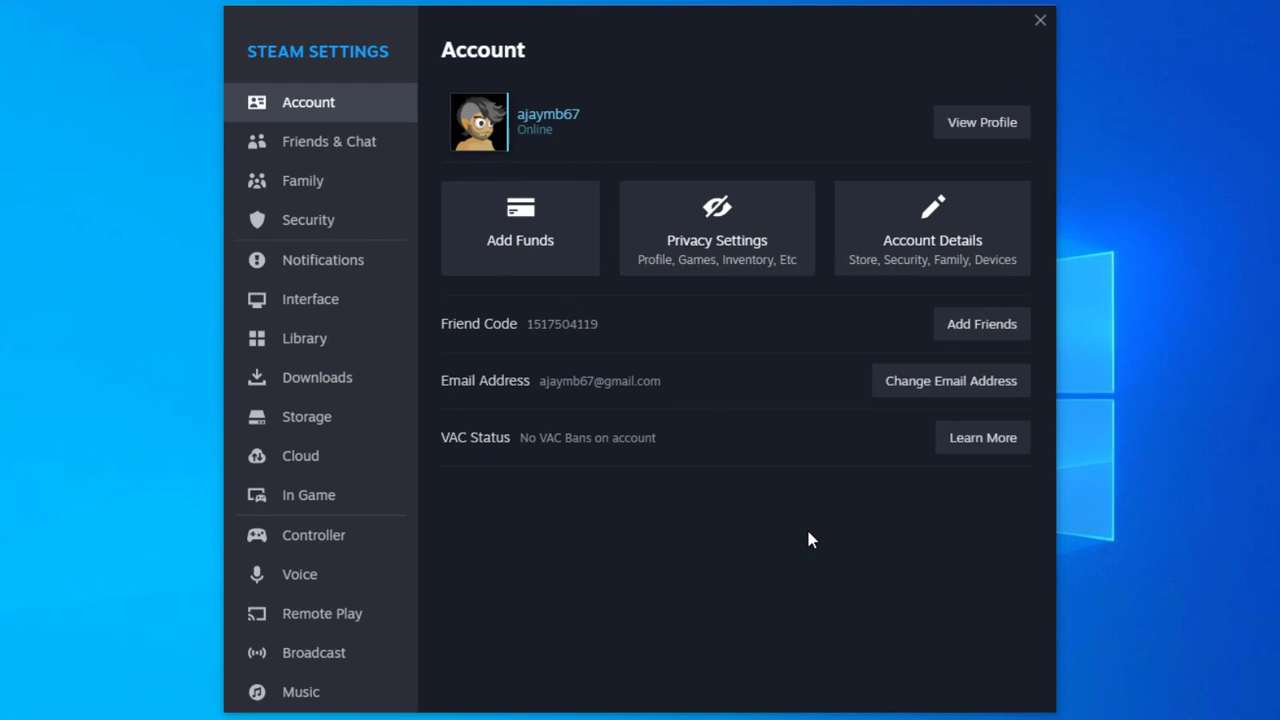 STEAM SETTINGS
Account
Friends & Chat
Family
Security
Notifications
Interface
Library
Downloads
Storage
Cloud
In Game
Controller
Voice
Remote Play
Broadcast
Music
Account
ajaymb67
Online
View Profile
Add Funds
Privacy Settings
Profile, Games, Inventory, Etc
Account Details
Store, Security, Family, Devices
Friend Code 1517504119
Add Friends
Email Address ajaymb67@gmail.com
Change Email Address
VAC Status No VAC Bans on account
Learn More